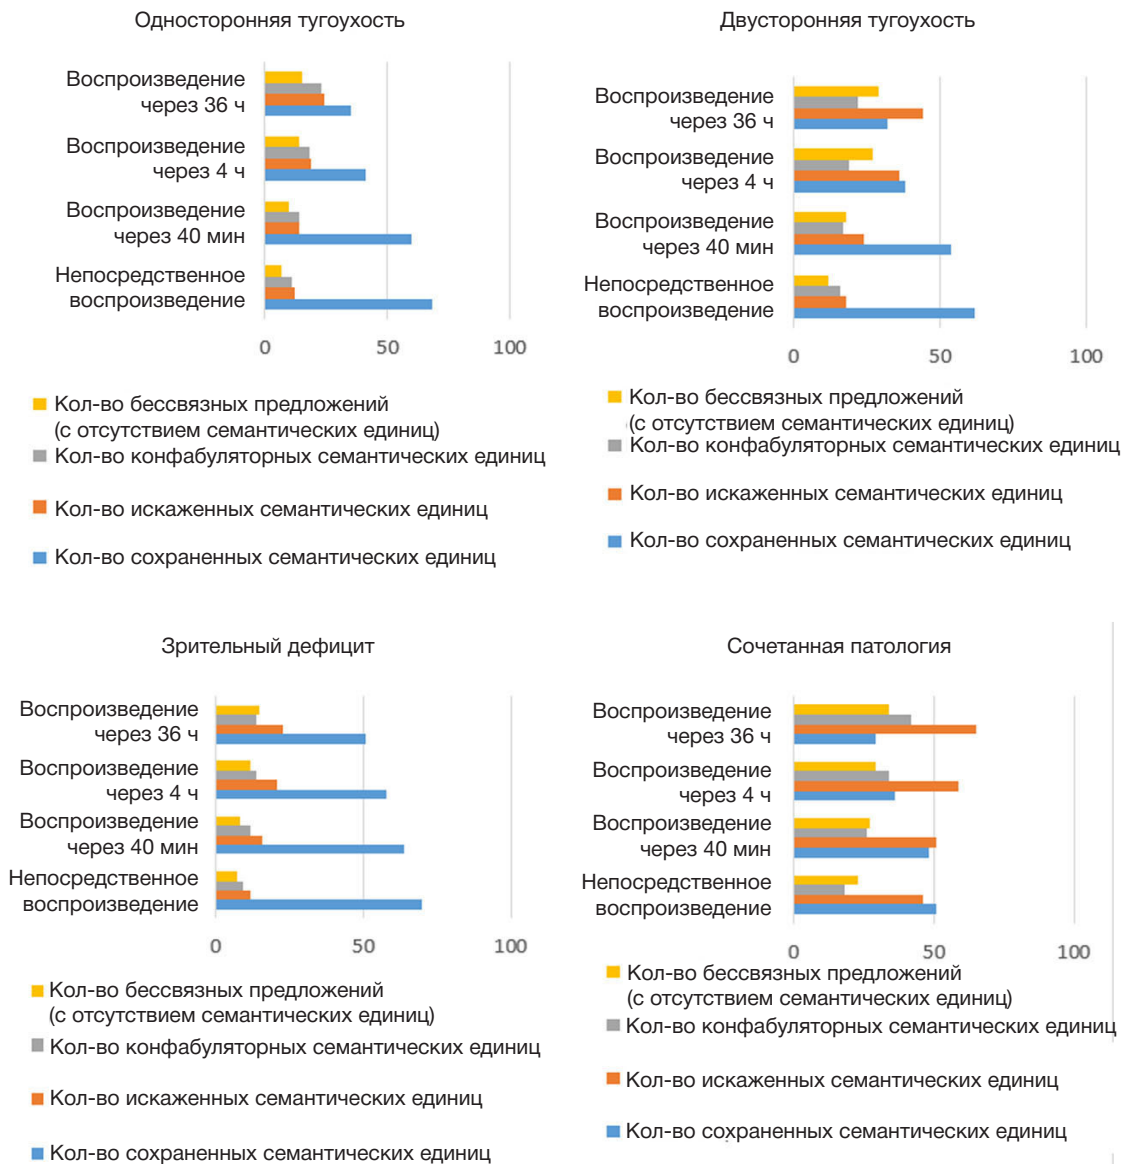 Односторонняя тугоухость
Воспроизведение
через 36 ч
Воспроизведение
через 4 ч
Воспроизведение
через 40 мин
Непосредственное
воспроизведение
0 50 100
Кол-во бессвязных предложений
(с отсутствием семантических единиц)
Кол-во конфабуляторных семантических единиц
Кол-во искаженных семантических единиц
Кол-во сохраненных семантических единиц
Двусторонняя тугоухость
Воспроизведение
через 36 ч
Воспроизведение
через 4 ч
Воспроизведение
через 40 мин
Непосредственное
воспроизведение
0 50 100
Кол-во бессвязных предложений
(с отсутствием семантических единиц)
Кол-во конфабуляторных семантических единиц
Кол-во искаженных семантических единиц
Кол-во сохраненных семантических единиц
Зрительный дефицит
Воспроизведение
через 36 ч
Воспроизведение
через 4 ч
Воспроизведение
через 40 мин
Непосредственное
воспроизведение
0 50 100
Кол-во бессвязных предложений
(с отсутствием семантических единиц)
Кол-во конфабуляторных семантических единиц
Кол-во искаженных семантических единиц
Кол-во сохраненных семантических единиц
Сочетанная патология
Воспроизведение
через 36 ч
Воспроизведение
через 4 ч
Воспроизведение
через 40 мин
Непосредственное
воспроизведение
0 50 100
Кол-во бессвязных предложений
(с отсутствием семантических единиц)
Кол-во конфабуляторных семантических единиц
Кол-во искаженных семантических единиц
Кол-во сохраненных семантических единиц